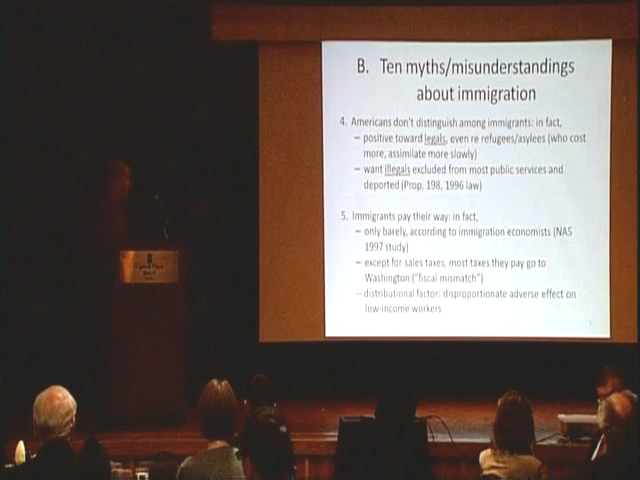 B. Ten myths/misunderstandings
about immigration
4. Americans don't distinguish among immigrants: in fact,
– positive toward legals, even re refugees/asylees (who cost
more, assimilate more slowly)
– want illegals excluded from most public services and
deported (Prop. 198, 1996 law)
5. Immigrants pay their way: in fact,
– only barely, according to immigration economists (NAS
1997 study)
– except for sales taxes, most taxes they pay go to
Washington ("fiscal mismatch")
– distributional factor: disproportionate adverse effect on
low-income workers